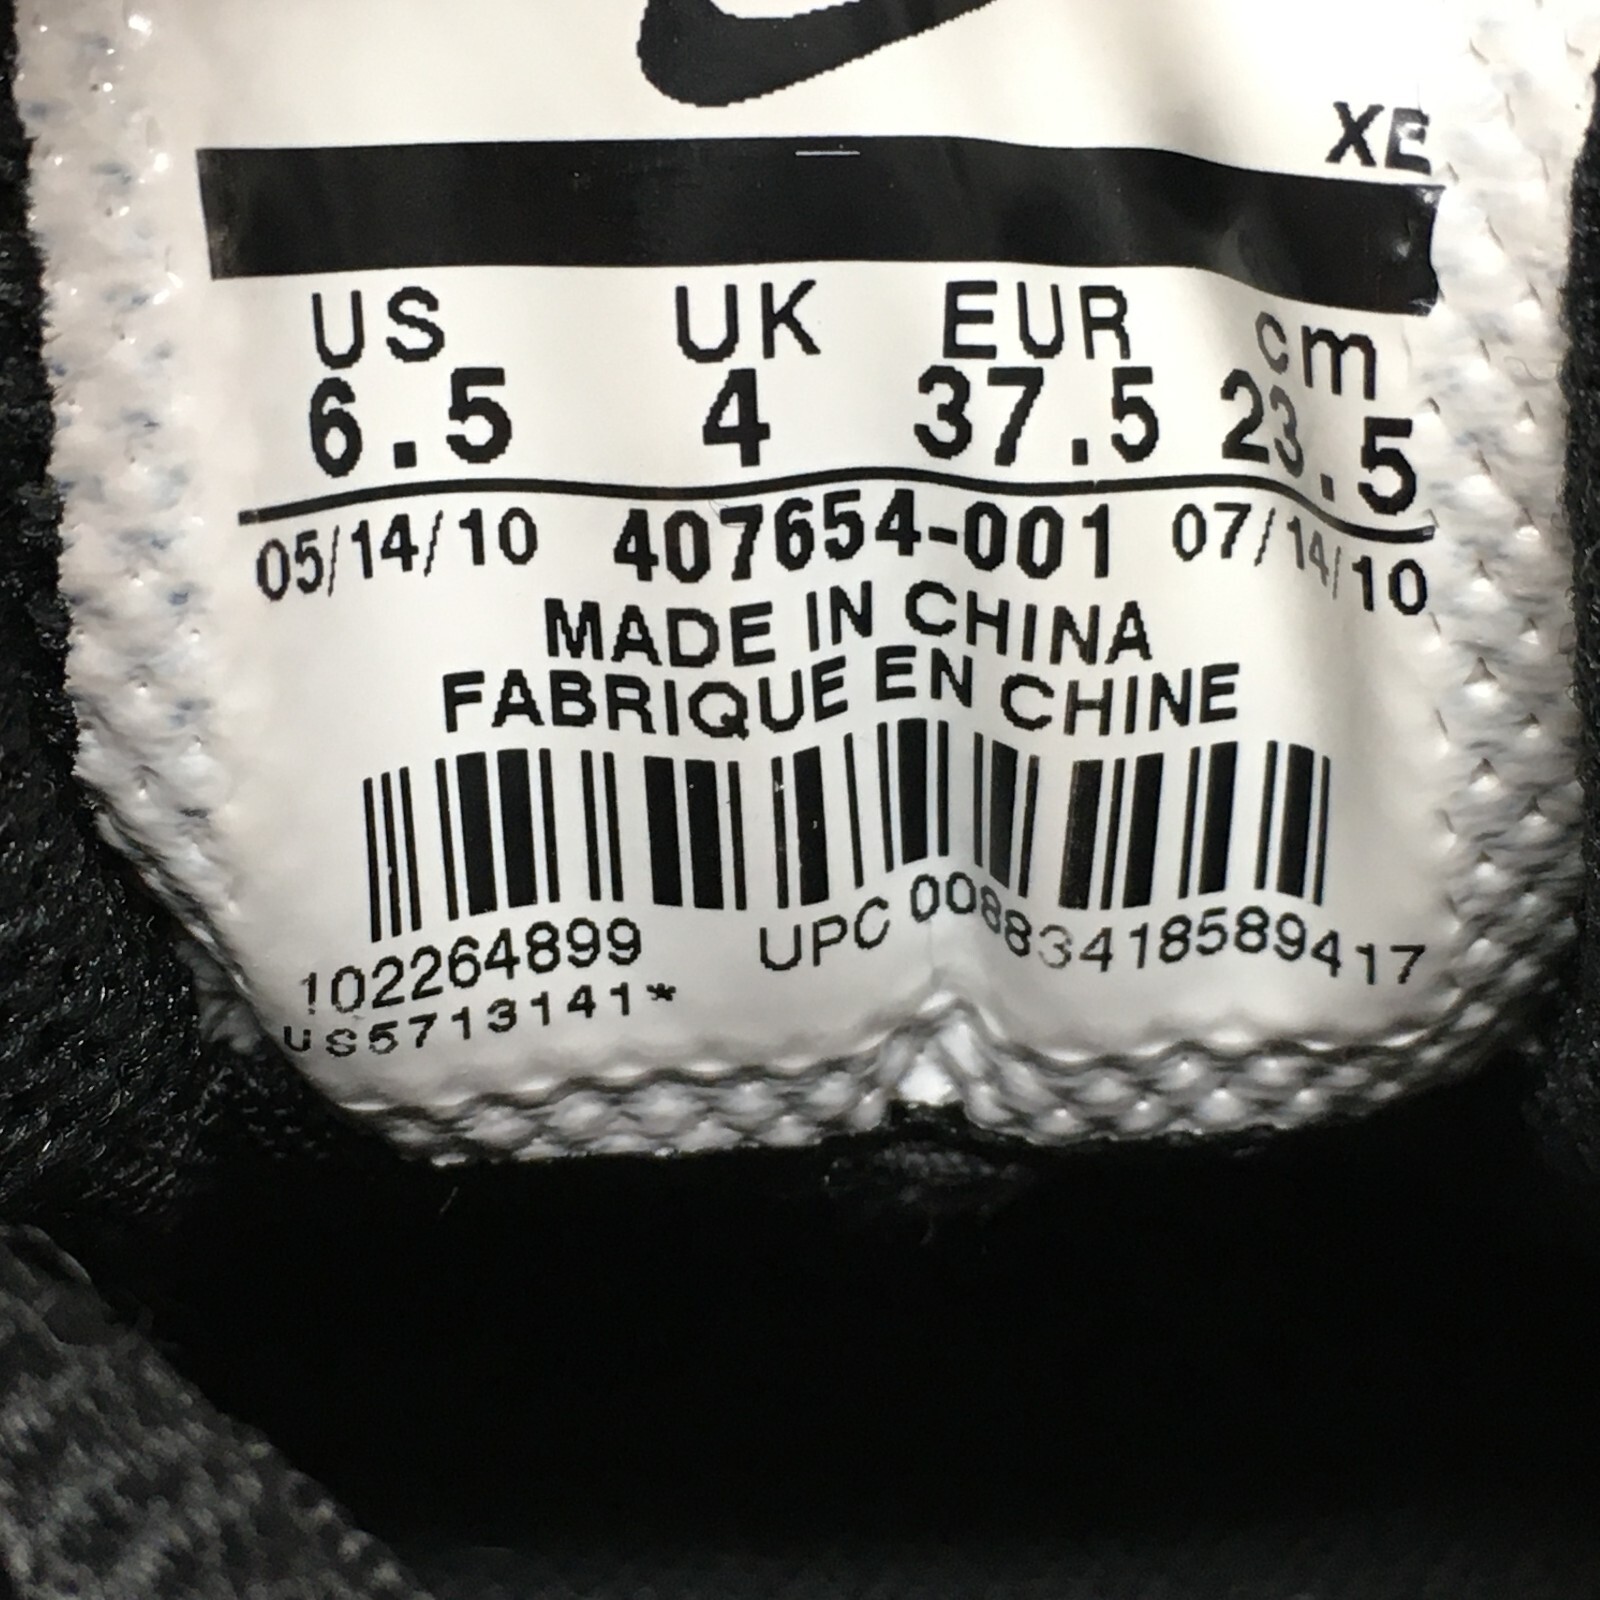 XE
US UK EUR cm
6.5 4 37.5 23.5
05/14/10 407654-001 07/14/10
MADE IN CHINA
FABRIQUE EN CHINE
102264899 UPC 00883418589417
US5713141*